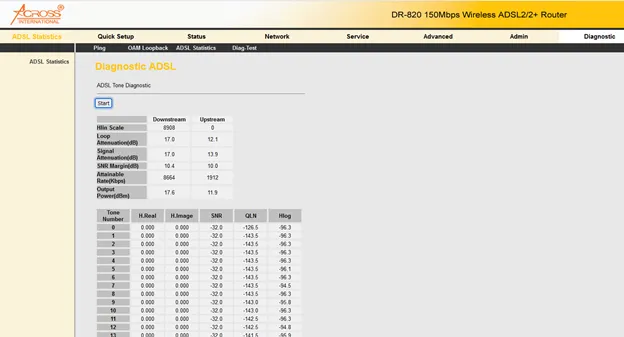 ACROSS
INTERNATIONAL
DR-820 150Mbps Wireless ADSL2/2+ Router
ADSL Statistics Quick Setup Status Network Service Advanced Admin Diagnostic
Ping OAM Loopback ADSL Statistics Diag-Test
ADSL Statistics
Diagnostic ADSL
ADSL Tone Diagnostic
Start
Downstream Upstream
Hlin Scale 8908 0
Loop Attenuation(dB) 17.0 12.1
Signal Attenuation(dB) 17.0 13.9
SNR Margin(dB) 10.4 10.0
Attainable Rate(Kbps) 8664 1912
Output Power(dBm) 17.6 11.9
Tone Number H.Real H.Image SNR QLN Hlog
0 0.000 0.000 -32.0 -126.5 -96.3
1 0.000 0.000 -32.0 -143.5 -96.3
2 0.000 0.000 -32.0 -143.5 -96.3
3 0.000 0.000 -32.0 -143.5 -96.3
4 0.000 0.000 -32.0 -143.5 -96.3
5 0.000 0.000 -32.0 -143.5 -96.1
6 0.000 0.000 -32.0 -143.5 -96.3
7 0.000 0.000 -32.0 -143.5 -94.5
8 0.000 0.000 -32.0 -143.5 -96.3
9 0.000 0.000 -32.0 -143.0 -95.8
10 0.000 0.000 -32.0 -143.0 -96.3
11 0.000 0.000 -32.0 -142.5 -96.3
12 0.000 0.000 -32.0 -142.5 -94.8
13 0.000 0.000 -32.0 -141.5 -95.9